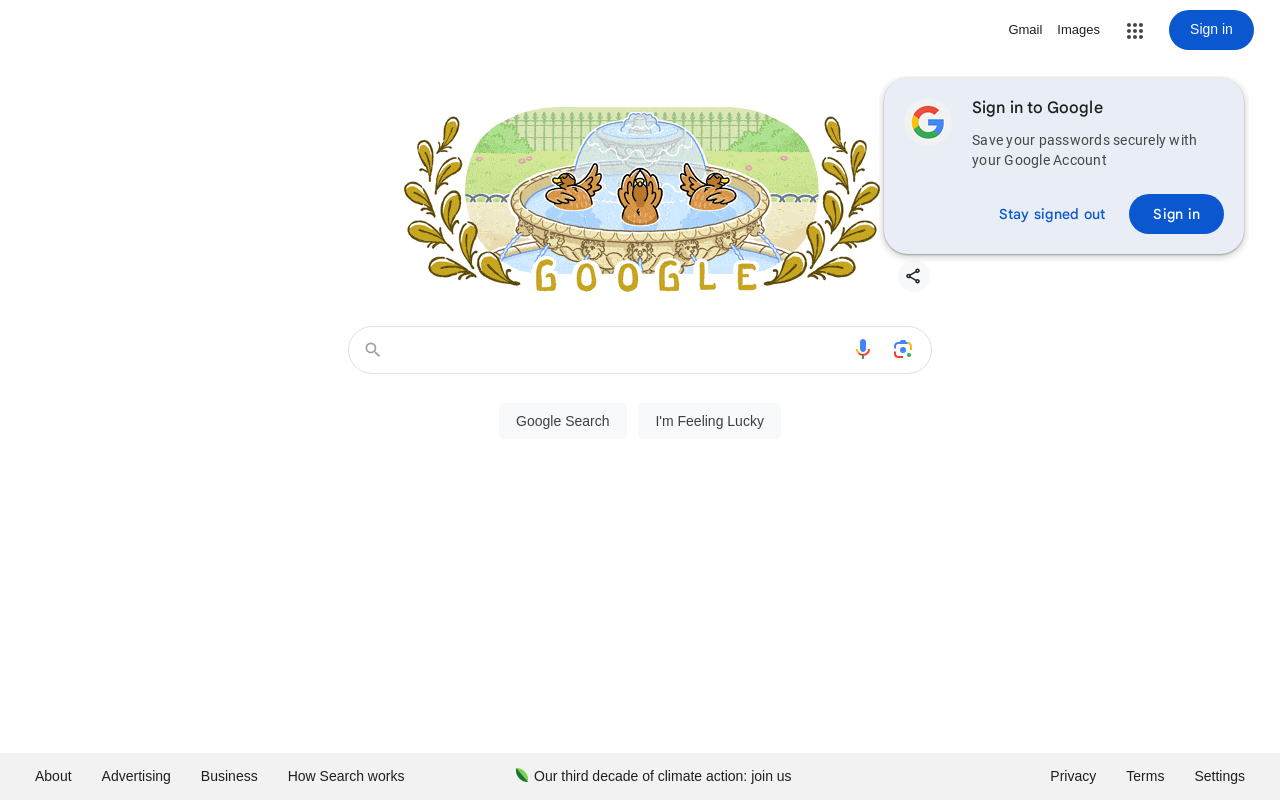 Gmail Images Sign in
Sign in to Google
Save your passwords securely with
your Google Account
Stay signed out Sign in
GOOGLE
Google Search I'm Feeling Lucky
About Advertising Business How Search works Our third decade of climate action: join us Privacy Terms Settings